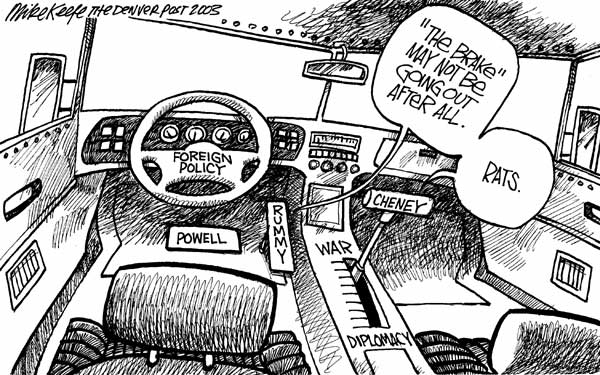 Mike Keefe THE DENVER POST 2003
"THE BRAKE"
MAY NOT BE
GOING OUT
AFTER ALL.
RATS.
FOREIGN
POLICY
POWELL
RUMMY
CHENEY
WAR
DIPLOMACY